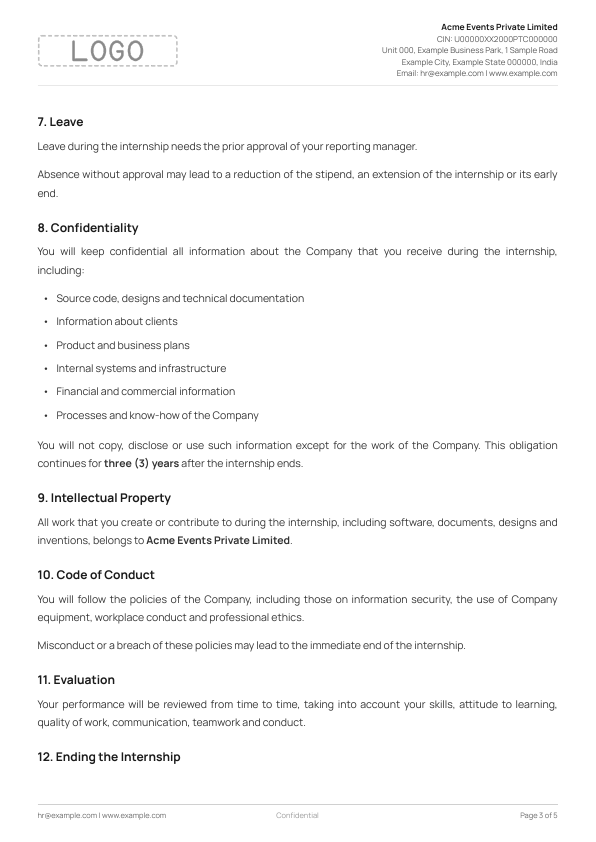 LOGO
Acme Events Private Limited
CIN: U00000XX2000PTC000000
Unit 000, Example Business Park, 1 Sample Road
Example City, Example State 000000, India
Email: hr@example.com | www.example.com
7. Leave
Leave during the internship needs the prior approval of your reporting manager.
Absence without approval may lead to a reduction of the stipend, an extension of the internship or its early
end.
8. Confidentiality
You will keep confidential all information about the Company that you receive during the internship,
including:
• Source code, designs and technical documentation
• Information about clients
• Product and business plans
• Internal systems and infrastructure
• Financial and commercial information
• Processes and know-how of the Company
You will not copy, disclose or use such information except for the work of the Company. This obligation
continues for three (3) years after the internship ends.
9. Intellectual Property
All work that you create or contribute to during the internship, including software, documents, designs and
inventions, belongs to Acme Events Private Limited.
10. Code of Conduct
You will follow the policies of the Company, including those on information security, the use of Company
equipment, workplace conduct and professional ethics.
Misconduct or a breach of these policies may lead to the immediate end of the internship.
11. Evaluation
Your performance will be reviewed from time to time, taking into account your skills, attitude to learning,
quality of work, communication, teamwork and conduct.
12. Ending the Internship
hr@example.com | www.example.com
Confidential
Page 3 of 5